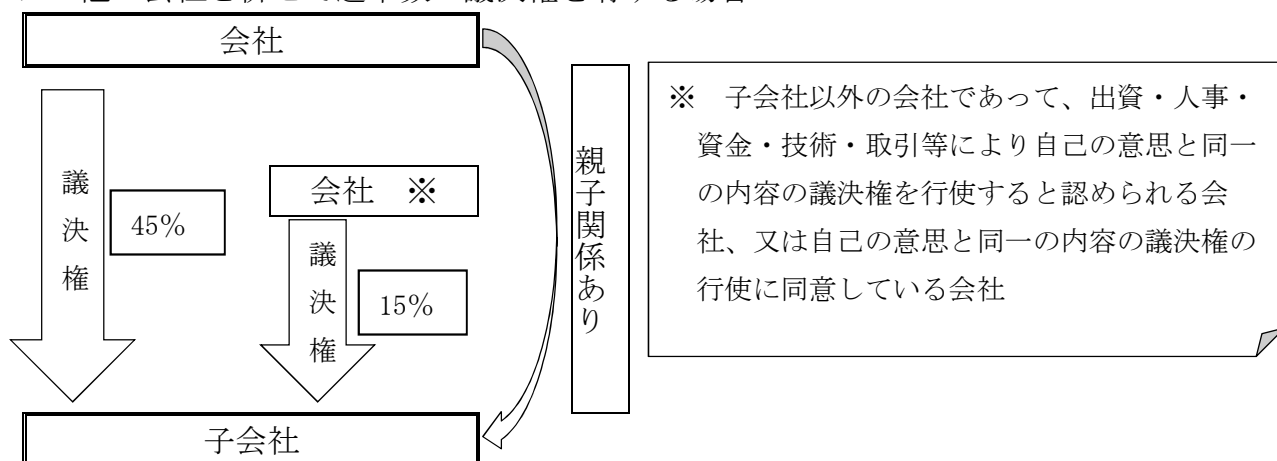 会社
議決権
45%
会社　※
議決権
15%
親子関係あり
※　子会社以外の会社であって、出資・人事・
資金・技術・取引等により自己の意思と同一
の内容の議決権を行使すると認められる会
社、又は自己の意思と同一の内容の議決権の
行使に同意している会社
子会社